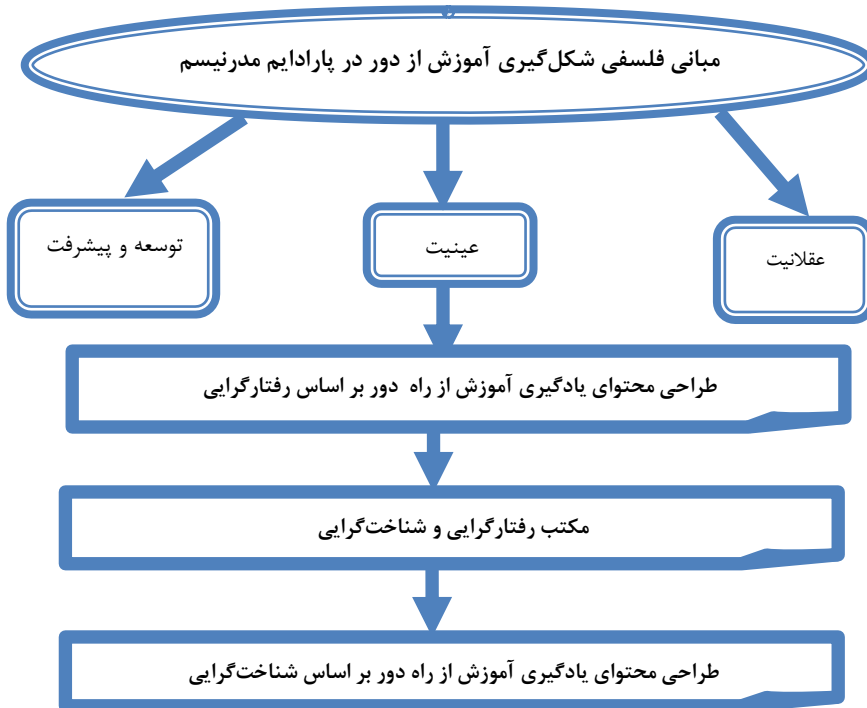 مبانی فلسفی شکل‌گیری آموزش از دور در پارادایم مدرنیسم
عقلانیت
عینیت
توسعه و پیشرفت
طراحی محتوای یادگیری آموزش از راه دور بر اساس رفتارگرایی
مکتب رفتارگرایی و شناخت‌گرایی
طراحی محتوای یادگیری آموزش از راه دور بر اساس شناخت‌گرایی